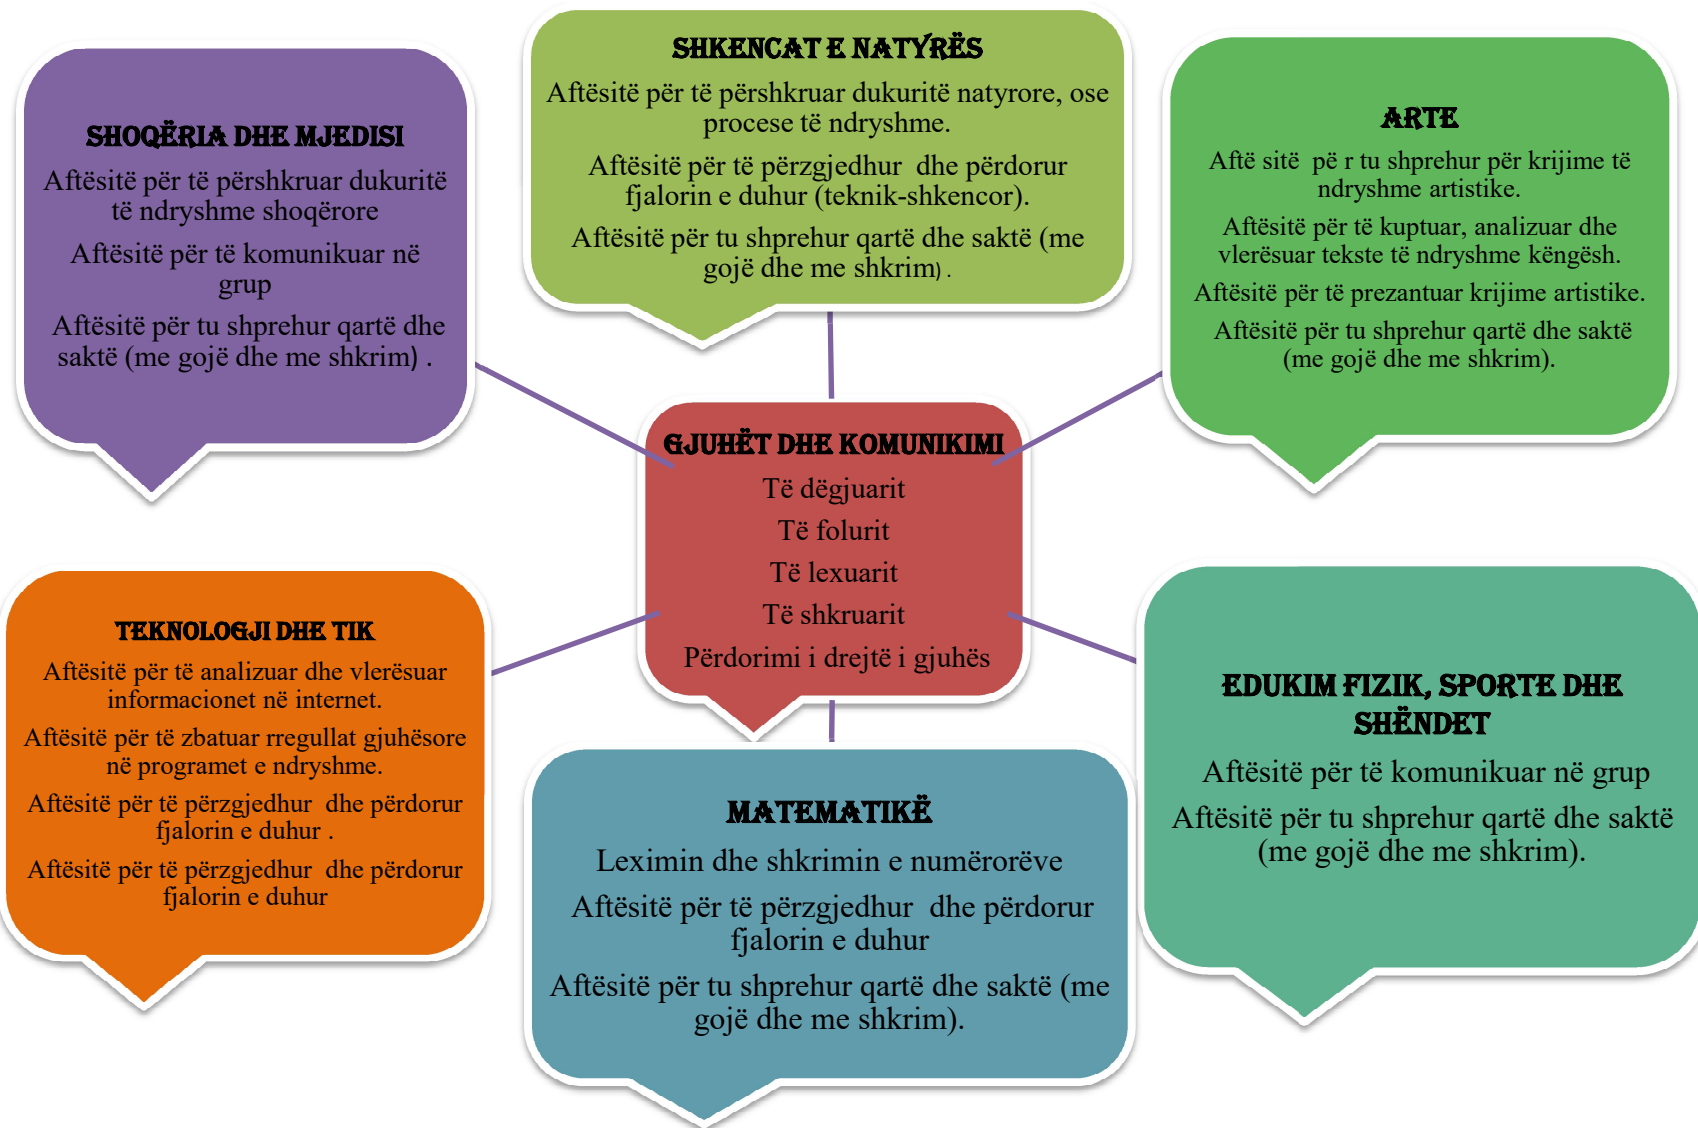 SHKENCAT E NATYRËS
Aftësitë për të përshkruar dukuritë natyrore, ose
procese të ndryshme.
Aftësitë për të përzgjedhur  dhe përdorur
fjalorin e duhur (teknik-shkencor).
Aftësitë për tu shprehur qartë dhe saktë (me
gojë dhe me shkrim) .
SHOQËRIA DHE MJEDISI
Aftësitë për të përshkruar dukuritë
të ndryshme shoqërore
Aftësitë për të komunikuar në
grup
Aftësitë për tu shprehur qartë dhe
saktë (me gojë dhe me shkrim) .
ARTE
Aftë sitë  pë r tu shprehur për krijime të
ndryshme artistike.
Aftësitë për të kuptuar, analizuar dhe
vlerësuar tekste të ndryshme këngësh.
Aftësitë për të prezantuar krijime artistike.
Aftësitë për tu shprehur qartë dhe saktë
(me gojë dhe me shkrim).
GJUHËT DHE KOMUNIKIMI
Të dëgjuarit
Të folurit
Të lexuarit
Të shkruarit
Përdorimi i drejtë i gjuhës
TEKNOLOGJI DHE TIK
Aftësitë për të analizuar dhe vlerësuar
informacionet në internet.
Aftësitë për të zbatuar rregullat gjuhësore
në programet e ndryshme.
Aftësitë për të përzgjedhur  dhe përdorur
fjalorin e duhur .
Aftësitë për të përzgjedhur  dhe përdorur
fjalorin e duhur
EDUKIM FIZIK, SPORTE DHE
SHËNDET
Aftësitë për të komunikuar në grup
Aftësitë për tu shprehur qartë dhe saktë
(me gojë dhe me shkrim).
MATEMATIKË
Leximin dhe shkrimin e numërorëve
Aftësitë për të përzgjedhur  dhe përdorur
fjalorin e duhur
Aftësitë për tu shprehur qartë dhe saktë (me
gojë dhe me shkrim).